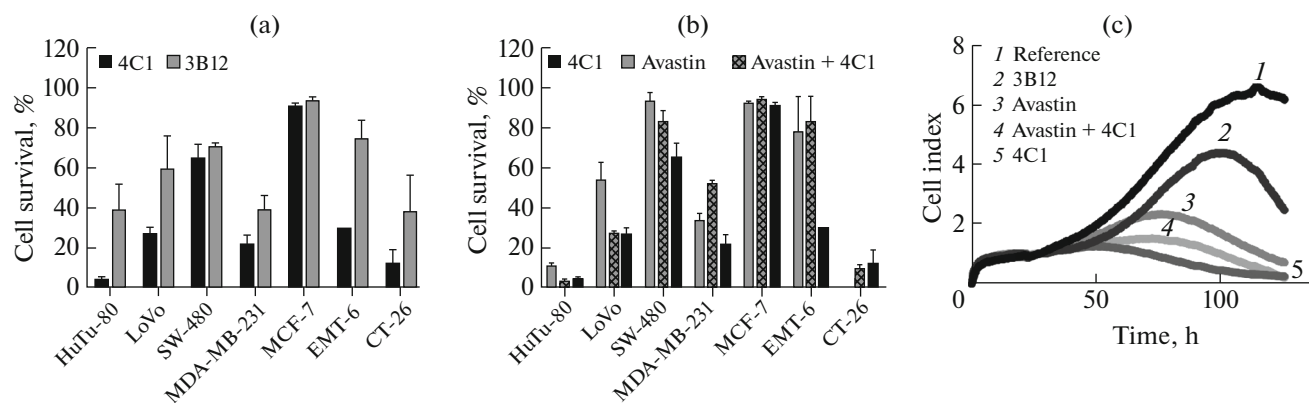 (a)
Cell survival, %
120
100
80
60
40
20
0
4C1
3B12
HuTu-80
LoVo
SW-480
MDA-MB-231
MCF-7
EMT-6
CT-26
(b)
Cell survival, %
120
100
80
60
40
20
0
4C1
Avastin
Avastin + 4C1
HuTu-80
LoVo
SW-480
MDA-MB-231
MCF-7
EMT-6
CT-26
(c)
Cell index
8
6
4
2
0
1 Reference
2 3B12
3 Avastin
4 Avastin + 4C1
5 4C1
1
2
3
4
5
50
100
Time, h